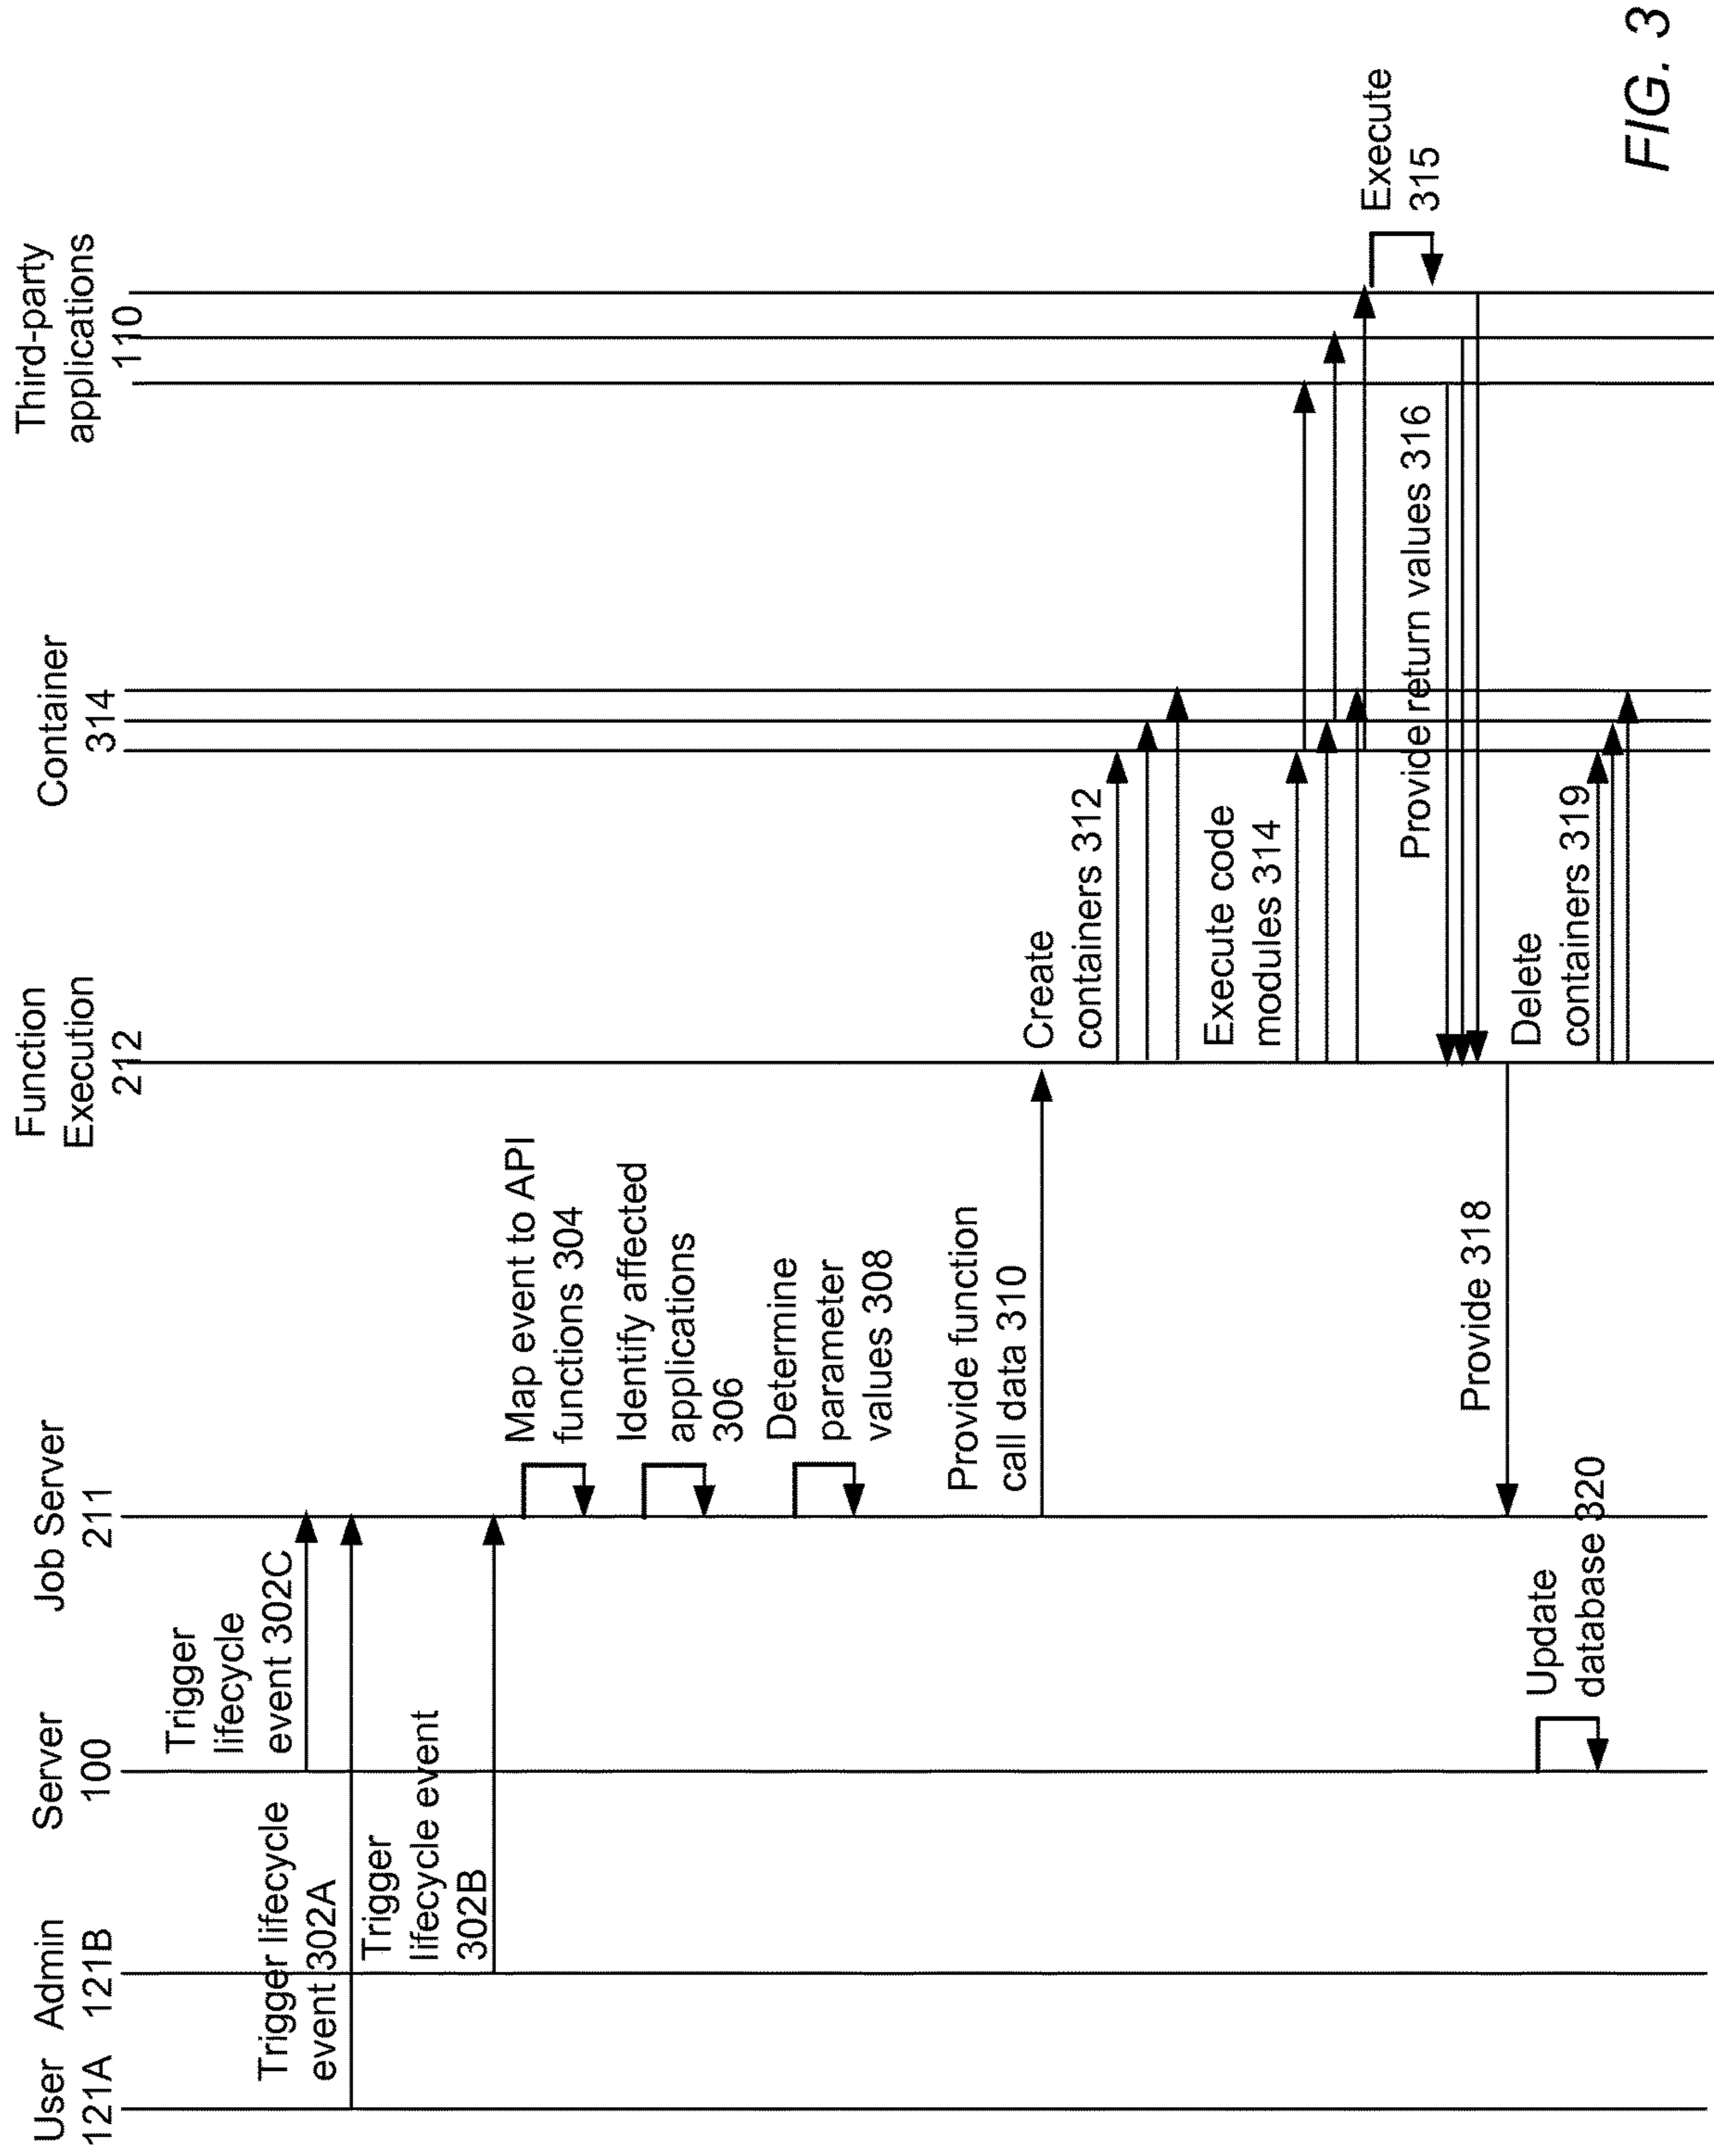 User
121A
Admin
121B
Server
100
Job Server
211
Function
Execution
212
Container
314
Third-party
applications
110
Trigger
lifecycle
event 302C
Trigger lifecycle
event 302A
Trigger
lifecycle event
302B
Map event to API
functions 304
Identify affected
applications
306
Determine
parameter
values 308
Provide function
call data 310
Create
containers 312
Execute code
modules 314
Execute
315
Provide return values 316
Provide 318
Delete
containers 319
Update
database 320
FIG. 3